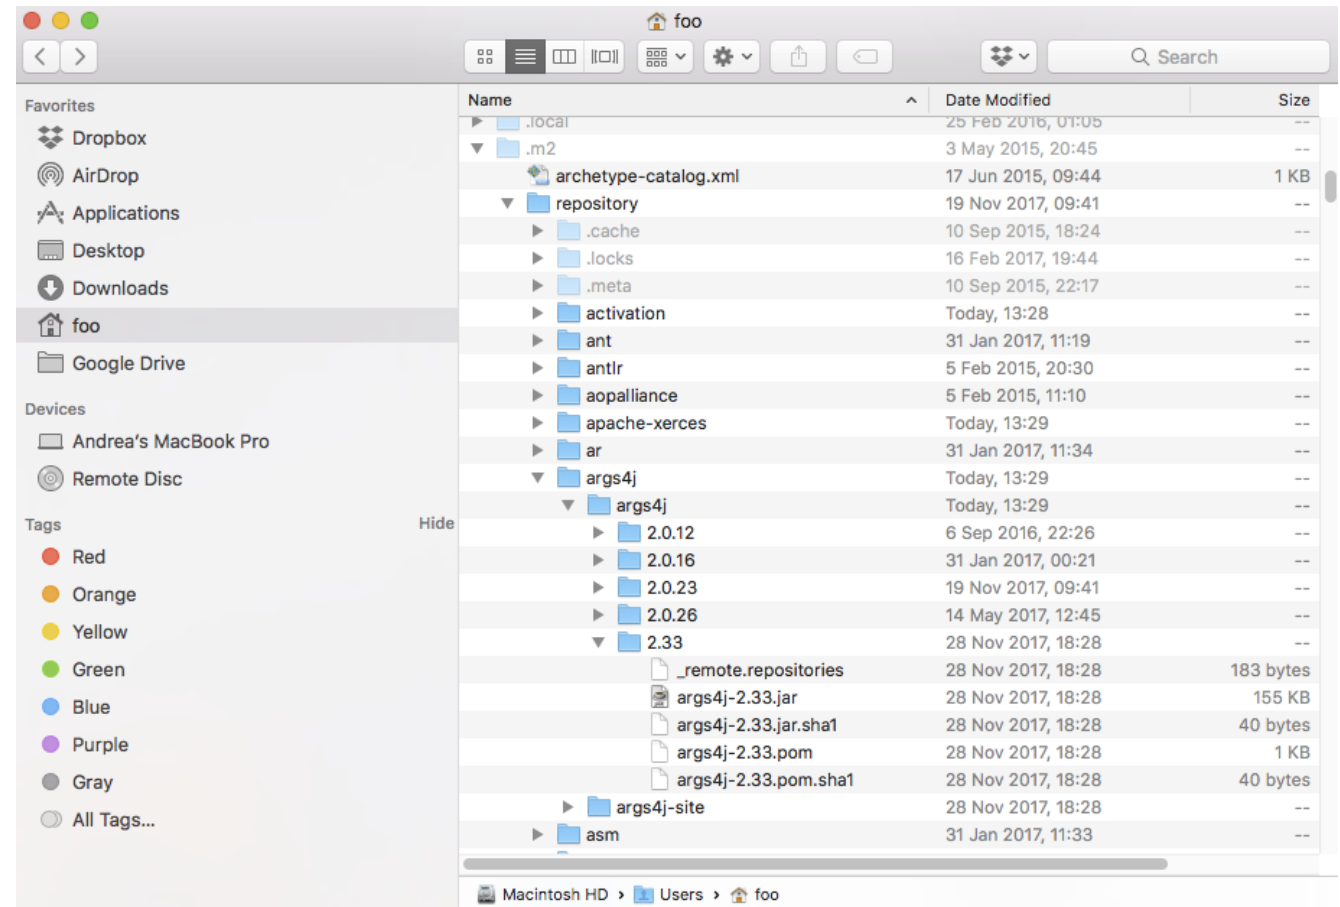 foo
Search
Favorites
Dropbox
AirDrop
Applications
Desktop
Downloads
foo
Google Drive
Devices
Andrea's MacBook Pro
Remote Disc
Tags Hide
Red
Orange
Yellow
Green
Blue
Purple
Gray
All Tags...
Name Date Modified Size
.local 25 Feb 2016, 01:05 --
.m2 3 May 2015, 20:45 --
archetype-catalog.xml 17 Jun 2015, 09:44 1 KB
repository 19 Nov 2017, 09:41 --
.cache 10 Sep 2015, 18:24 --
.locks 16 Feb 2017, 19:44 --
.meta 10 Sep 2015, 22:17 --
activation Today, 13:28 --
ant 31 Jan 2017, 11:19 --
antlr 5 Feb 2015, 20:30 --
aopalliance 5 Feb 2015, 11:10 --
apache-xerces Today, 13:29 --
ar 31 Jan 2017, 11:34 --
args4j Today, 13:29 --
args4j Today, 13:29 --
2.0.12 6 Sep 2016, 22:26 --
2.0.16 31 Jan 2017, 00:21 --
2.0.23 19 Nov 2017, 09:41 --
2.0.26 14 May 2017, 12:45 --
2.33 28 Nov 2017, 18:28 --
_remote.repositories 28 Nov 2017, 18:28 183 bytes
args4j-2.33.jar 28 Nov 2017, 18:28 155 KB
args4j-2.33.jar.sha1 28 Nov 2017, 18:28 40 bytes
args4j-2.33.pom 28 Nov 2017, 18:28 1 KB
args4j-2.33.pom.sha1 28 Nov 2017, 18:28 40 bytes
args4j-site 28 Nov 2017, 18:28 --
asm 31 Jan 2017, 11:33 --
Macintosh HD › Users › foo